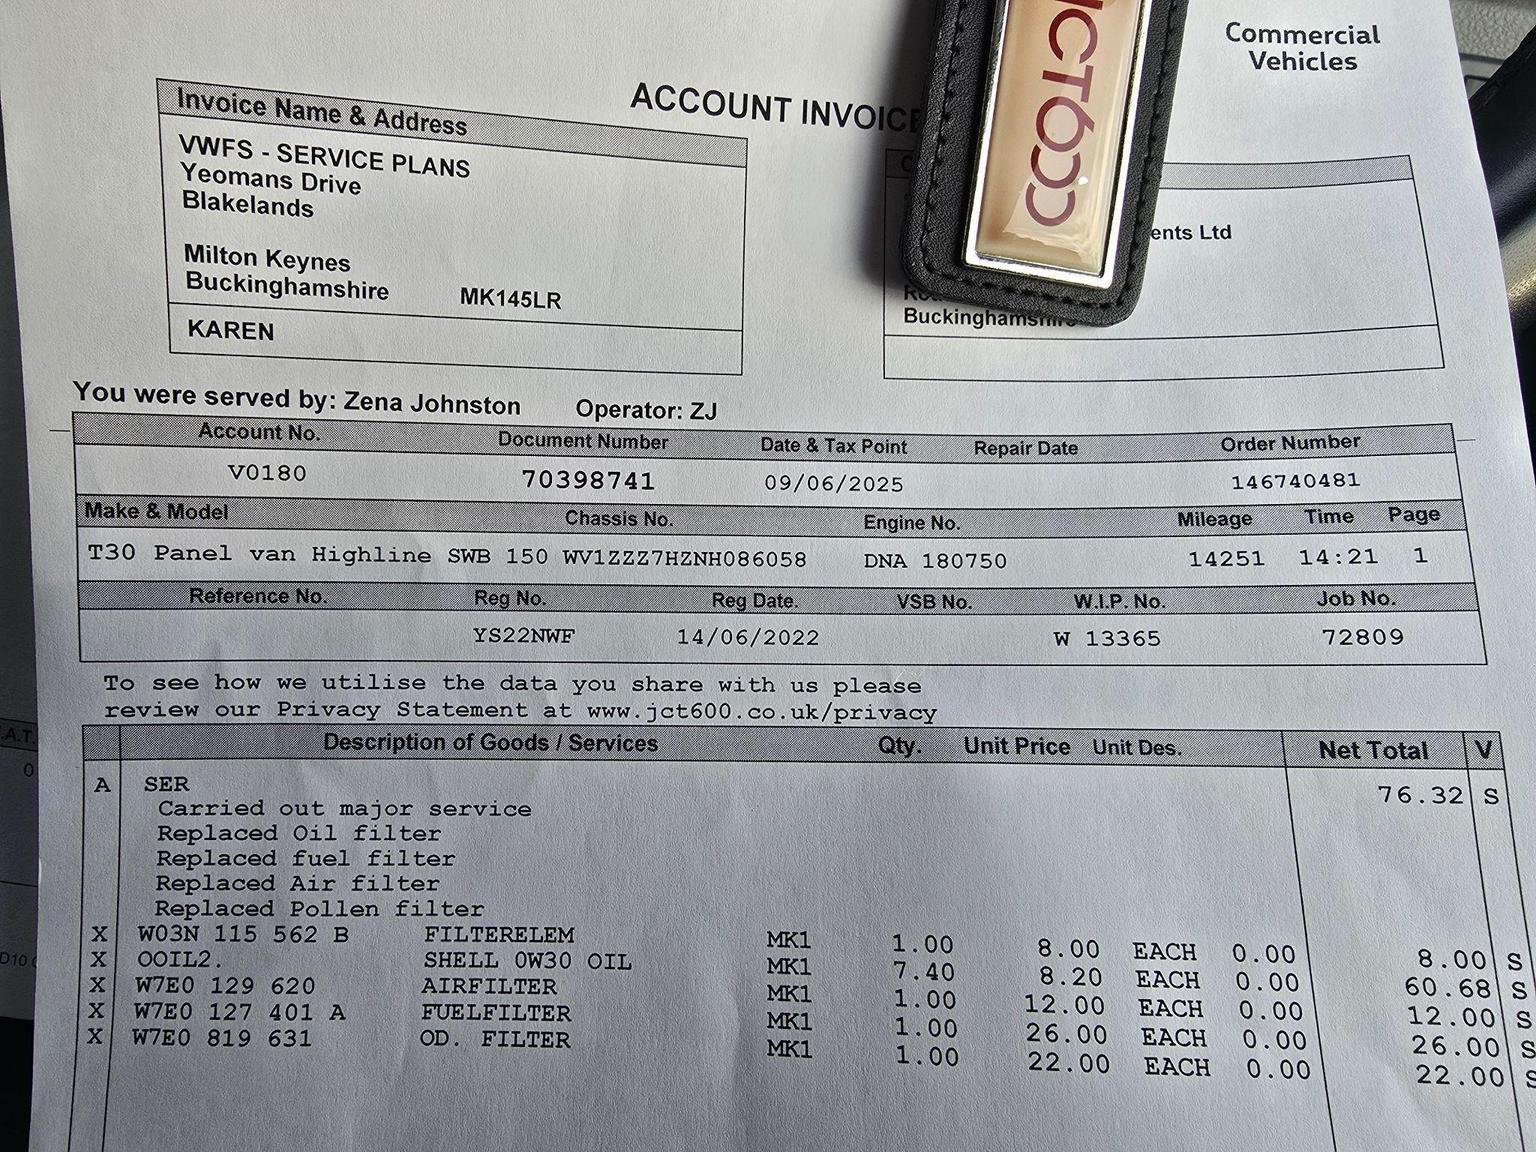 Commercial
Vehicles
JCT600
ACCOUNT INVOICE
Invoice Name & Address
VWFS - SERVICE PLANS
Yeomans Drive
Blakelands
Milton Keynes
Buckinghamshire MK145LR
KAREN
ents Ltd
Buckinghamshire
You were served by: Zena Johnston Operator: ZJ
Account No. Document Number Date & Tax Point Repair Date Order Number
V0180 70398741 09/06/2025 146740481
Make & Model Chassis No. Engine No. Mileage Time Page
T30 Panel van Highline SWB 150 WV1ZZZ7HZNH086058 DNA 180750 14251 14:21 1
Reference No. Reg No. Reg Date. VSB No. W.I.P. No. Job No.
YS22NWF 14/06/2022 W 13365 72809
To see how we utilise the data you share with us please
review our Privacy Statement at www.jct600.co.uk/privacy
Description of Goods / Services Qty. Unit Price Unit Des. Net Total V
A SER 76.32 S
Carried out major service
Replaced Oil filter
Replaced fuel filter
Replaced Air filter
Replaced Pollen filter
X W03N 115 562 B FILTERELEM MK1 1.00 8.00 EACH 0.00 8.00 S
X OOIL2. SHELL 0W30 OIL MK1 7.40 8.20 EACH 0.00 60.68 S
X W7E0 129 620 AIRFILTER MK1 1.00 12.00 EACH 0.00 12.00 S
X W7E0 127 401 A FUELFILTER MK1 1.00 26.00 EACH 0.00 26.00 S
X W7E0 819 631 OD. FILTER MK1 1.00 22.00 EACH 0.00 22.00 S